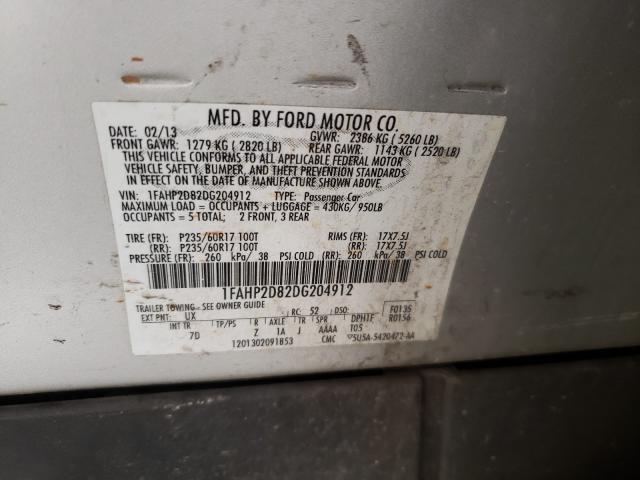 MFD. BY FORD MOTOR CO.
DATE: 02/13 GVWR: 2386 KG ( 5260 LB)
FRONT GAWR: 1279 KG ( 2820 LB) REAR GAWR: 1143 KG ( 2520 LB)
THIS VEHICLE CONFORMS TO ALL APPLICABLE FEDERAL MOTOR
VEHICLE SAFETY, BUMPER, AND THEFT PREVENTION STANDARDS
IN EFFECT ON THE DATE OF MANUFACTURE SHOWN ABOVE.
VIN: 1FAHP2D82DG204912 TYPE: Passenger Car
MAXIMUM LOAD = OCCUPANTS + LUGGAGE = 430KG/ 950LB
OCCUPANTS = 5 TOTAL; 2 FRONT, 3 REAR
TIRE (FR): P235/60R17 100T RIMS (FR): 17X7.5J
(RR): P235/60R17 100T (RR): 17X7.5J
PRESSURE (FR): 260 kPa/ 38 PSI COLD (RR): 260 kPa/ 38 PSI COLD
1FAHP2D82DG204912
TRAILER TOWING - SEE OWNER GUIDE
EXT PNT: UX RC: 52 DSO: F0135
INT TR TP/PS R AXLE TR SPR DPHTF R0156
7D Z 1A J AAAA T05
1201302091853 CMC 5U5A-5420472-AA